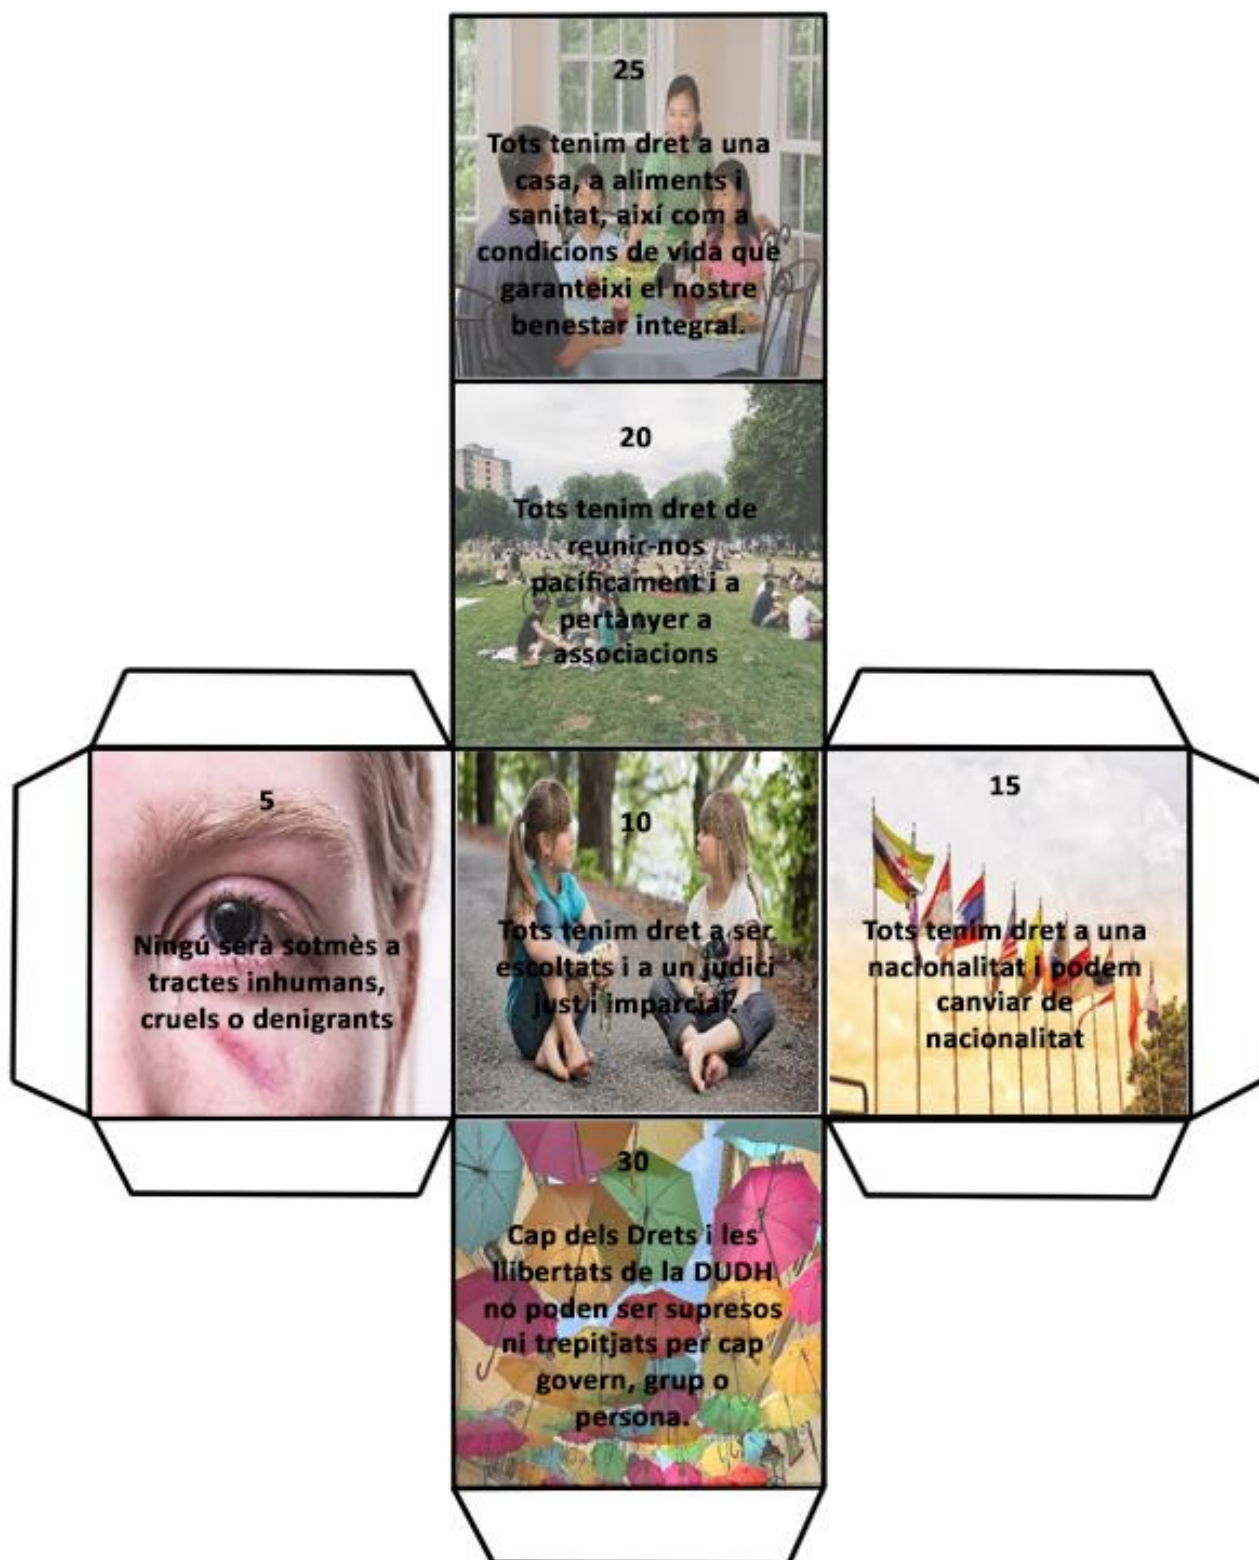 25
Tots tenim dret a una
casa, a aliments i
sanitat, així com a
condicions de vida que
garanteixi el nostre
benestar integral.
20
Tots tenim dret de
reunir-nos
pacíficament i a
pertànyer a
associacions
5
Ningú serà sotmès a
tractes inhumans,
cruels o denigrants
10
Tots tenim dret a ser
escoltats i a un judici
just i imparcial.
15
Tots tenim dret a una
nacionalitat i podem
canviar de
nacionalitat
30
Cap dels Drets i les
llibertats de la DUDH
no poden ser supresos
ni trepitjats per cap
govern, grup o
persona.